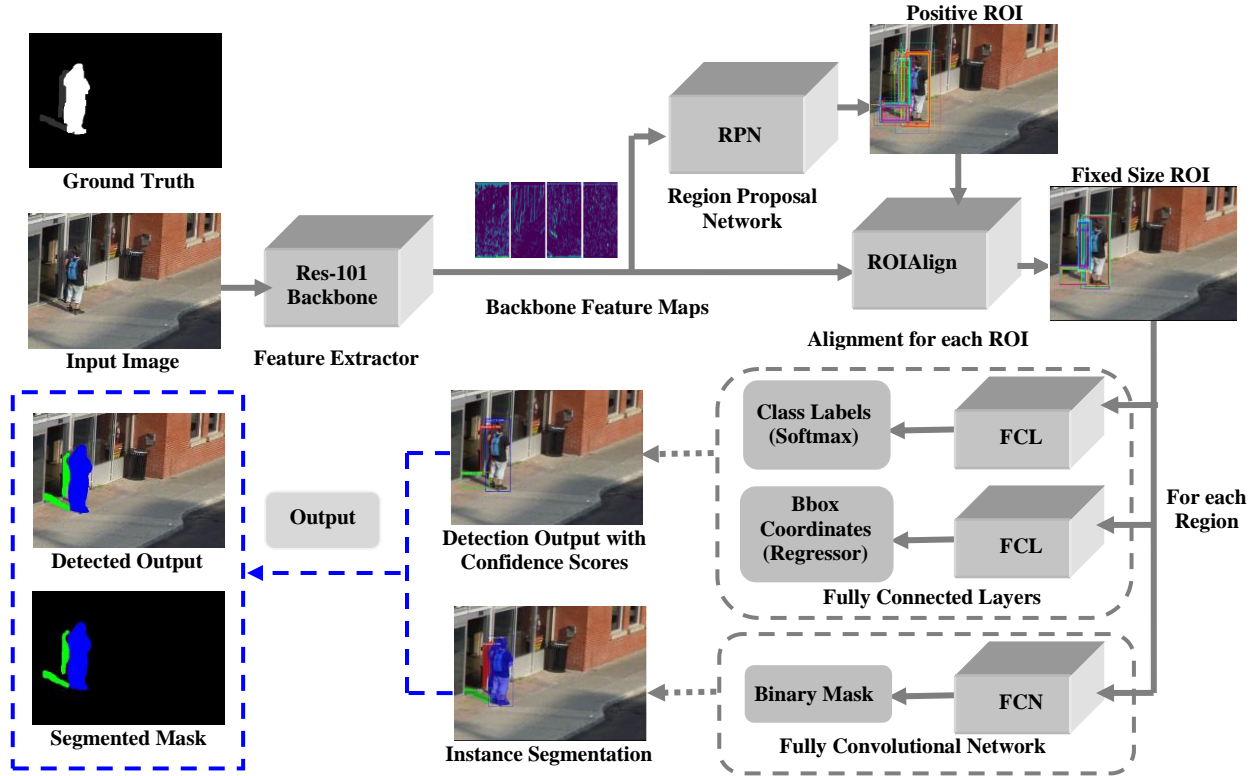 Positive ROI
Ground Truth
RPN
Region Proposal
Network
Fixed Size ROI
Res-101
Backbone
ROIAlign
Backbone Feature Maps
Input Image
Feature Extractor
Alignment for each ROI
Class Labels
(Softmax)
FCL
For each
Region
Bbox
Coordinates
(Regressor)
FCL
Fully Connected Layers
Output
Detection Output with
Confidence Scores
Detected Output
Binary Mask
FCN
Fully Convolutional Network
Instance Segmentation
Segmented Mask